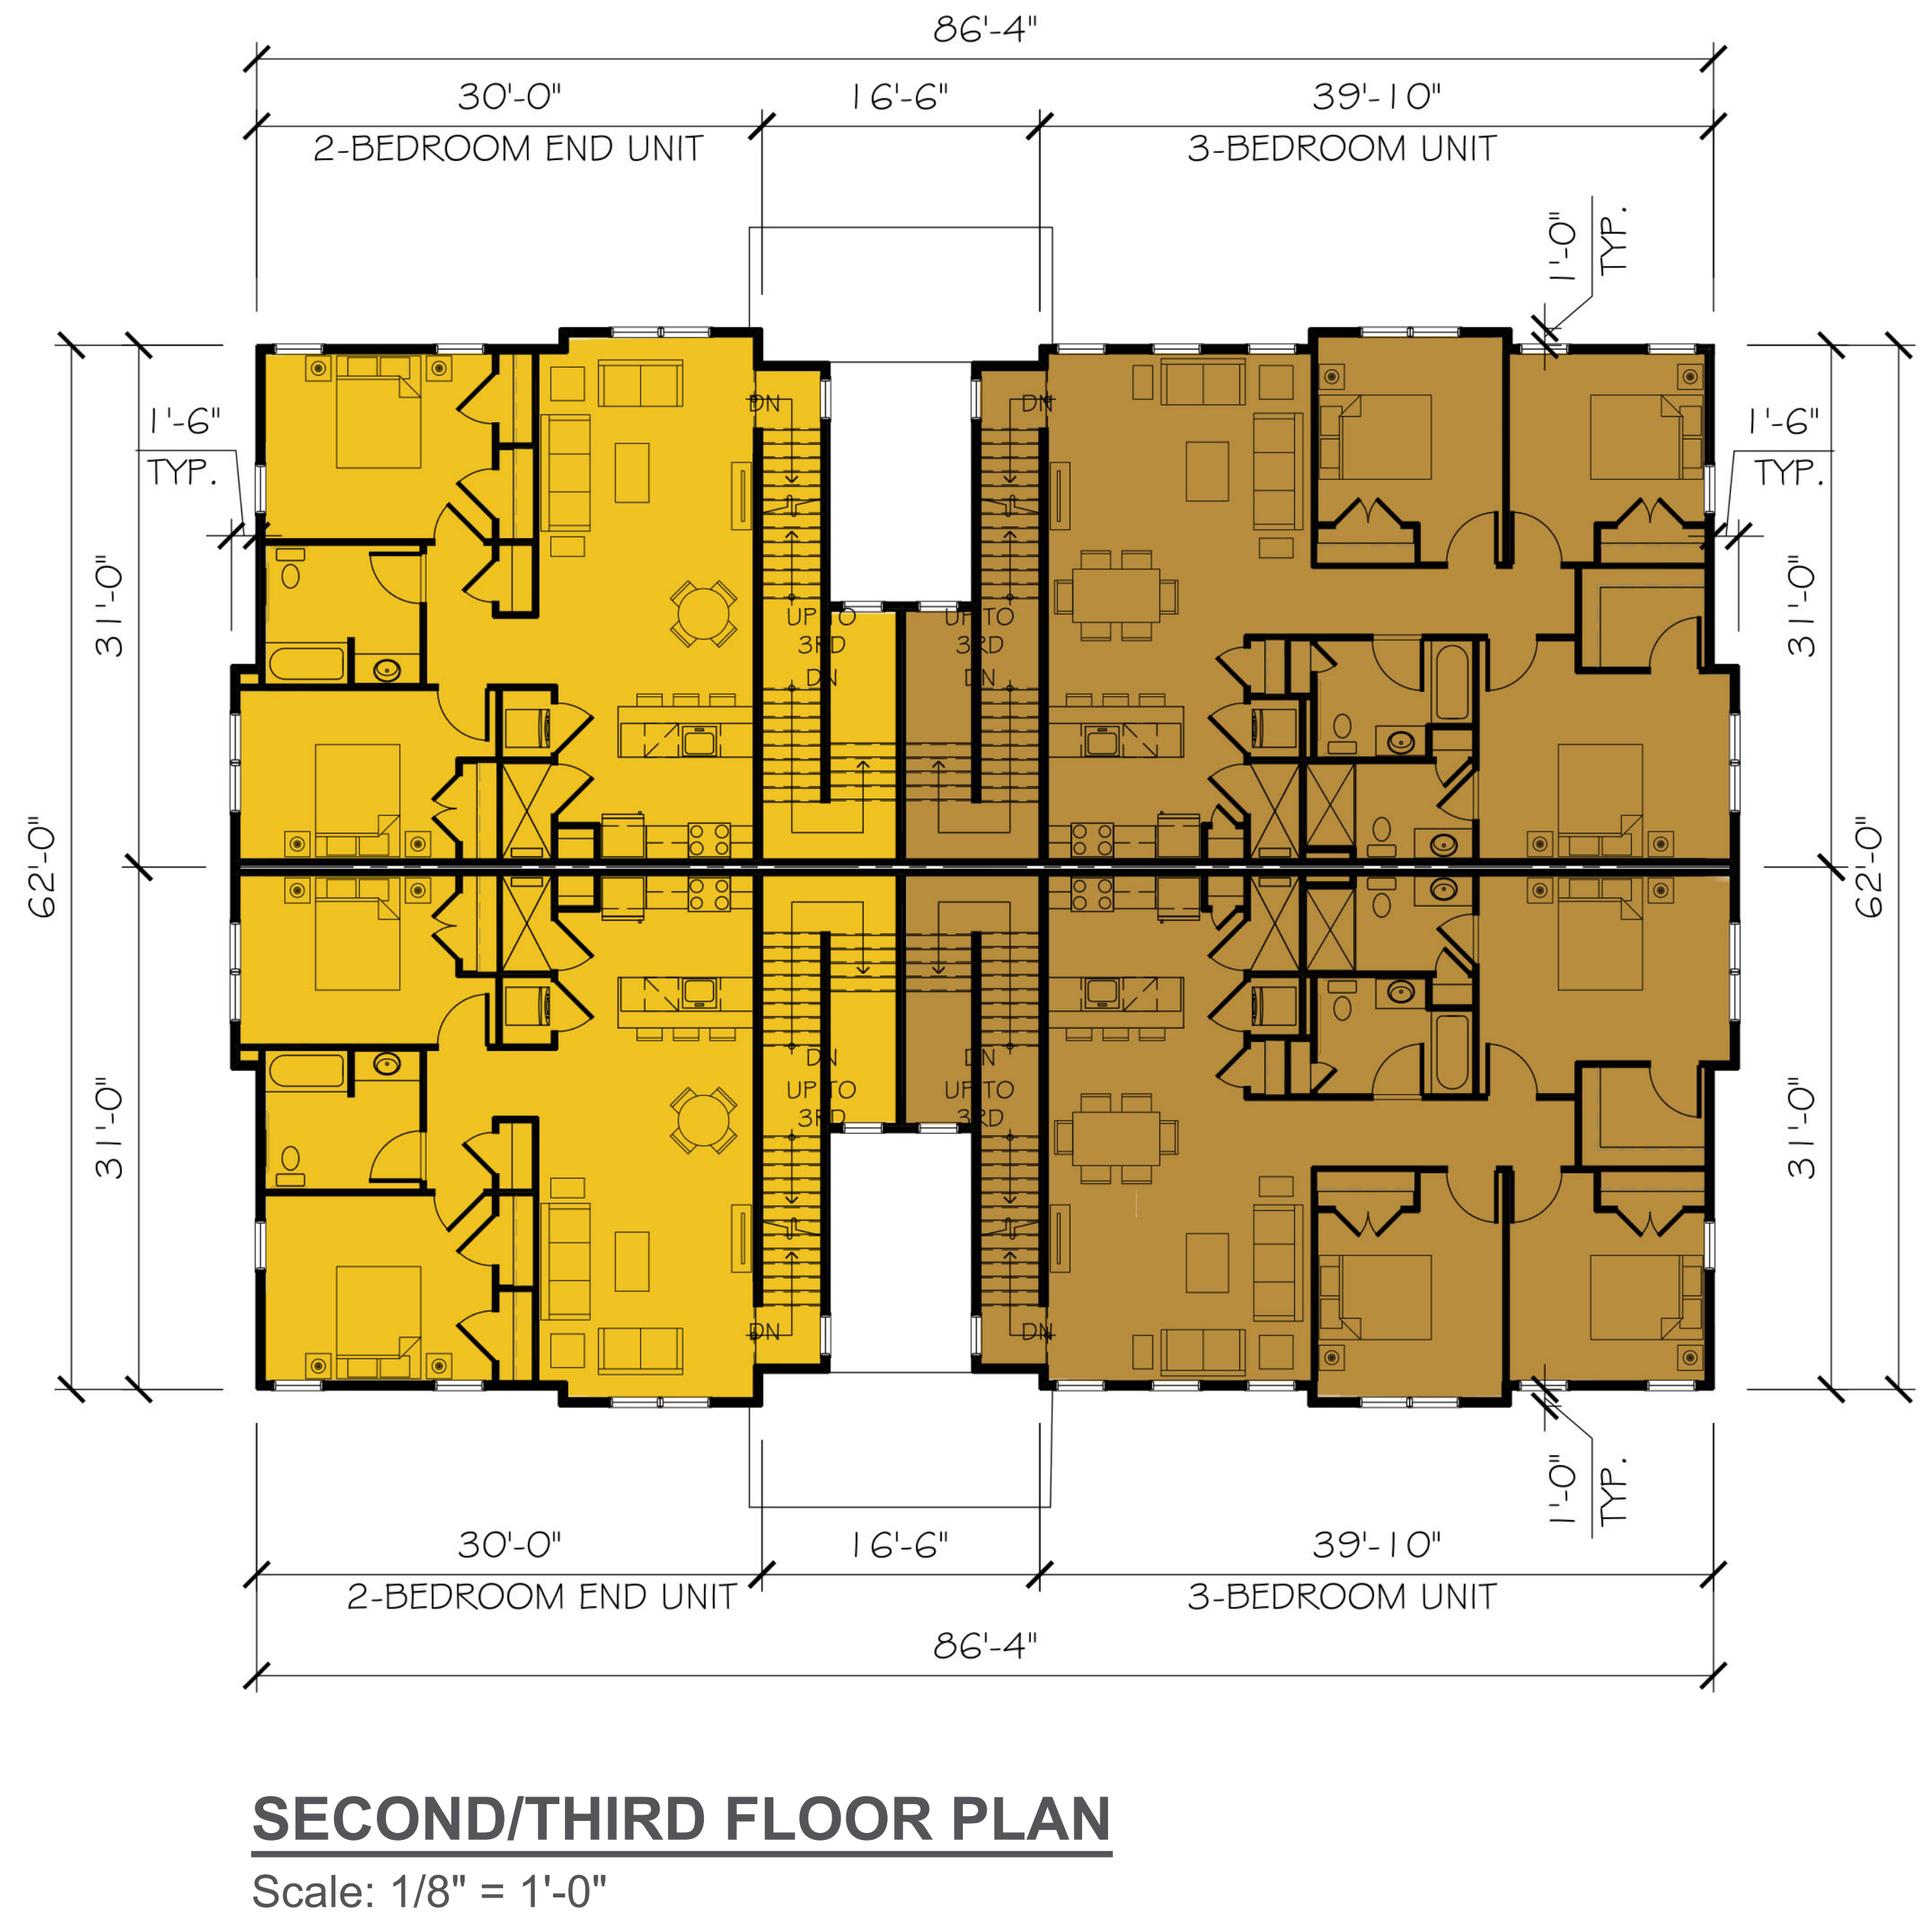 86'-4"
30'-0" 16'-6" 39'-10"
2-BEDROOM END UNIT 3-BEDROOM UNIT
1'-0"
TYP.
1'-6"
TYP.
1'-6"
TYP.
DN DN
31'-0"
31'-0"
UP TO UP TO
3RD 3RD
DN DN
62'-0"
62'-0"
DN DN
UP TO UP TO
3RD 3RD
31'-0"
31'-0"
DN DN
1'-0"
TYP.
30'-0" 16'-6" 39'-10"
2-BEDROOM END UNIT 3-BEDROOM UNIT
86'-4"
SECOND/THIRD FLOOR PLAN
Scale: 1/8" = 1'-0"